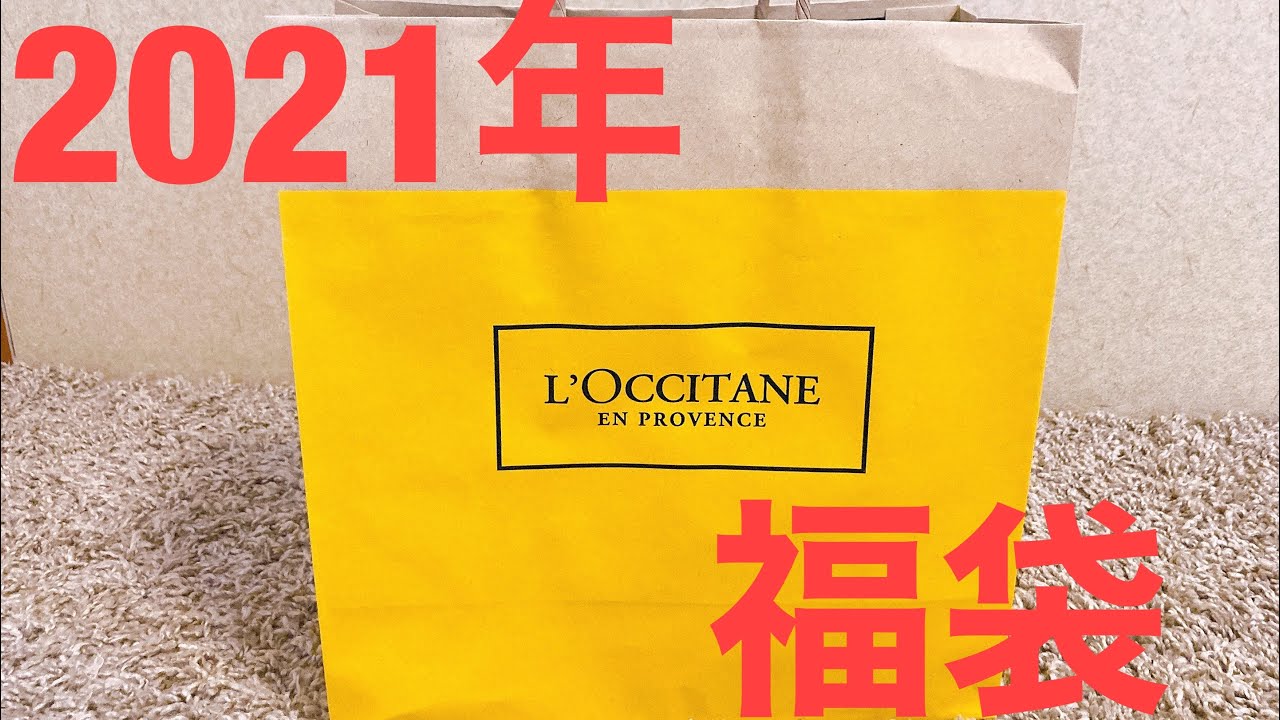 2021年
L'OCCITANE
EN PROVENCE
福袋